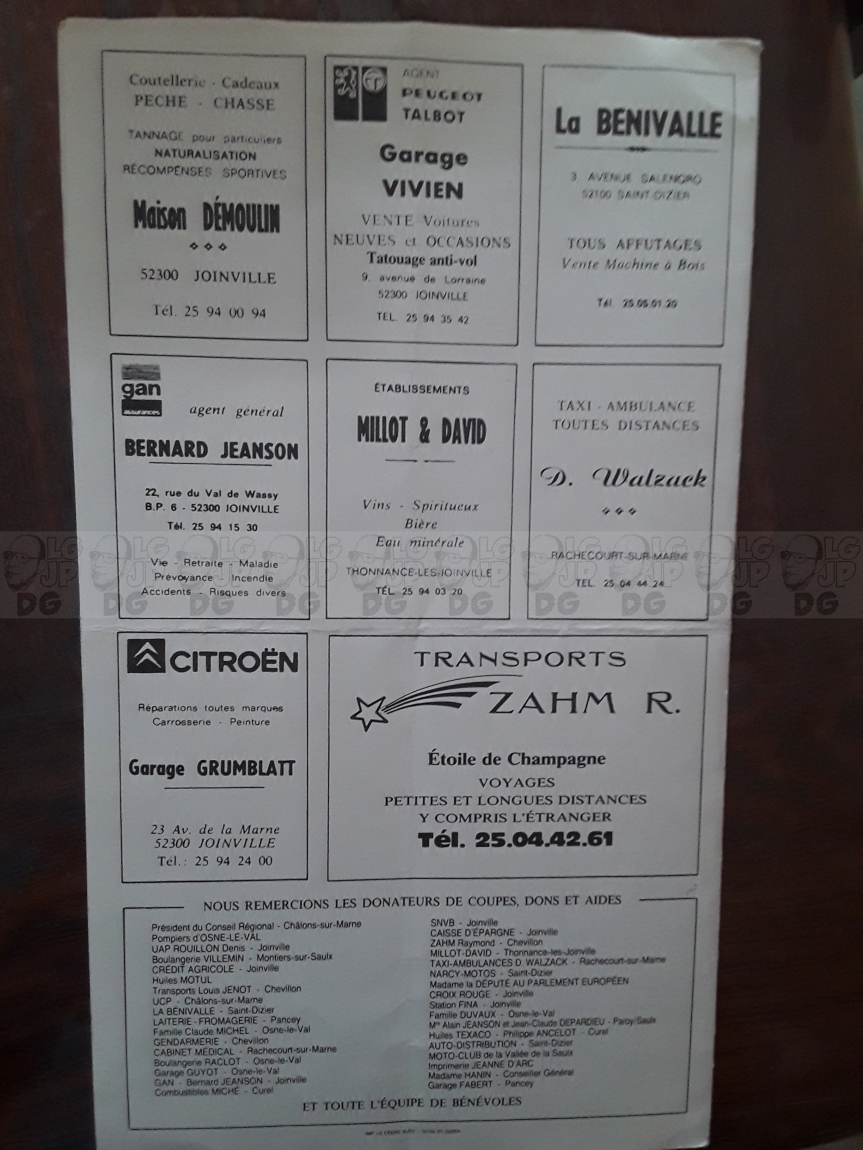 Coutellerie - Cadeaux
PECHE - CHASSE
TANNAGE pour particuliers
NATURALISATION
RÉCOMPENSES SPORTIVES
Maison DÉMOULIN
52300 JOINVILLE
Tél. 25 94 00 94
AGENT
PEUGEOT
TALBOT
Garage
VIVIEN
VENTE Voitures
NEUVES et OCCASIONS
Tatouage anti-vol
9, avenue de Lorraine
52300 JOINVILLE
TEL. 25 94 35 42
La BENIVALLE
3 AVENUE SALENGRO
52100 SAINT-DIZIER
TOUS AFFUTAGES
Vente Machine à Bois
Tél. 25.05.01.20
gan
assurances
agent général
BERNARD JEANSON
22, rue du Val de Wassy
B.P. 6 - 52300 JOINVILLE
Tél. 25 94 15 30
Vie - Retraite - Maladie
Prévoyance - Incendie
Accidents - Risques divers
ÉTABLISSEMENTS
MILLOT & DAVID
Vins - Spiritueux
Bière
Eau minérale
THONNANCE-LES-JOINVILLE
TÉL. 25 94 03 20
TAXI - AMBULANCE
TOUTES DISTANCES
D. Walzack
RACHECOURT-SUR-MARNE
TEL. 25 04 44 24
CITROËN
Réparations toutes marques
Carrosserie - Peinture
Garage GRUMBLATT
23 Av. de la Marne
52300 JOINVILLE
Tél.: 25 94 24 00
TRANSPORTS
ZAHM R.
Étoile de Champagne
VOYAGES
PETITES ET LONGUES DISTANCES
Y COMPRIS L'ÉTRANGER
Tél. 25.04.42.61
NOUS REMERCIONS LES DONATEURS DE COUPES, DONS ET AIDES
Président du Conseil Régional - Châlons-sur-Marne
Pompiers d'OSNE-LE-VAL
UAP ROUILLON Denis - Joinville
Boulangerie VILLEMIN - Montiers-sur-Saulx
CRÉDIT AGRICOLE - Joinville
Huiles MOTUL
Transports Louis JENOT - Chevillon
UCP - Châlons-sur-Marne
LA BÉNIVALLE - Saint-Dizier
LAITERIE - FROMAGERIE - Pancey
Famille Claude MICHEL - Osne-le-Val
GENDARMERIE - Chevillon
CABINET MÉDICAL - Rachecourt-sur-Marne
Boulangerie RACLOT - Osne-le-Val
Garage GUYOT - Osne-le-Val
GAN - Bernard JEANSON - Joinville
Combustibles MICHÉ - Curel
SNVB - Joinville
CAISSE D'ÉPARGNE - Joinville
ZAHM Raymond - Chevillon
MILLOT-DAVID - Thonnance-les-Joinville
TAXI-AMBULANCES D. WALZACK - Rachecourt-sur-Marne
NARCY-MOTOS - Saint-Dizier
Madame la DÉPUTÉ AU PARLEMENT EUROPÉEN
CROIX ROUGE - Joinville
Station FINA - Joinville
Famille DUVAUX - Osne-le-Val
Mm Alain JEANSON et Jean-Claude DEPARDIEU - Paroy-Saulx
Huiles TEXACO - Philippe ANCELOT - Curel
AUTO-DISTRIBUTION - Saint-Dizier
MOTO-CLUB de la Vallée de la Saulx
Imprimerie JEANNE D'ARC
Madame HANIN - Conseiller Général
Garage FABERT - Pancey
ET TOUTE L'ÉQUIPE DE BÉNÉVOLES
LG JP DG